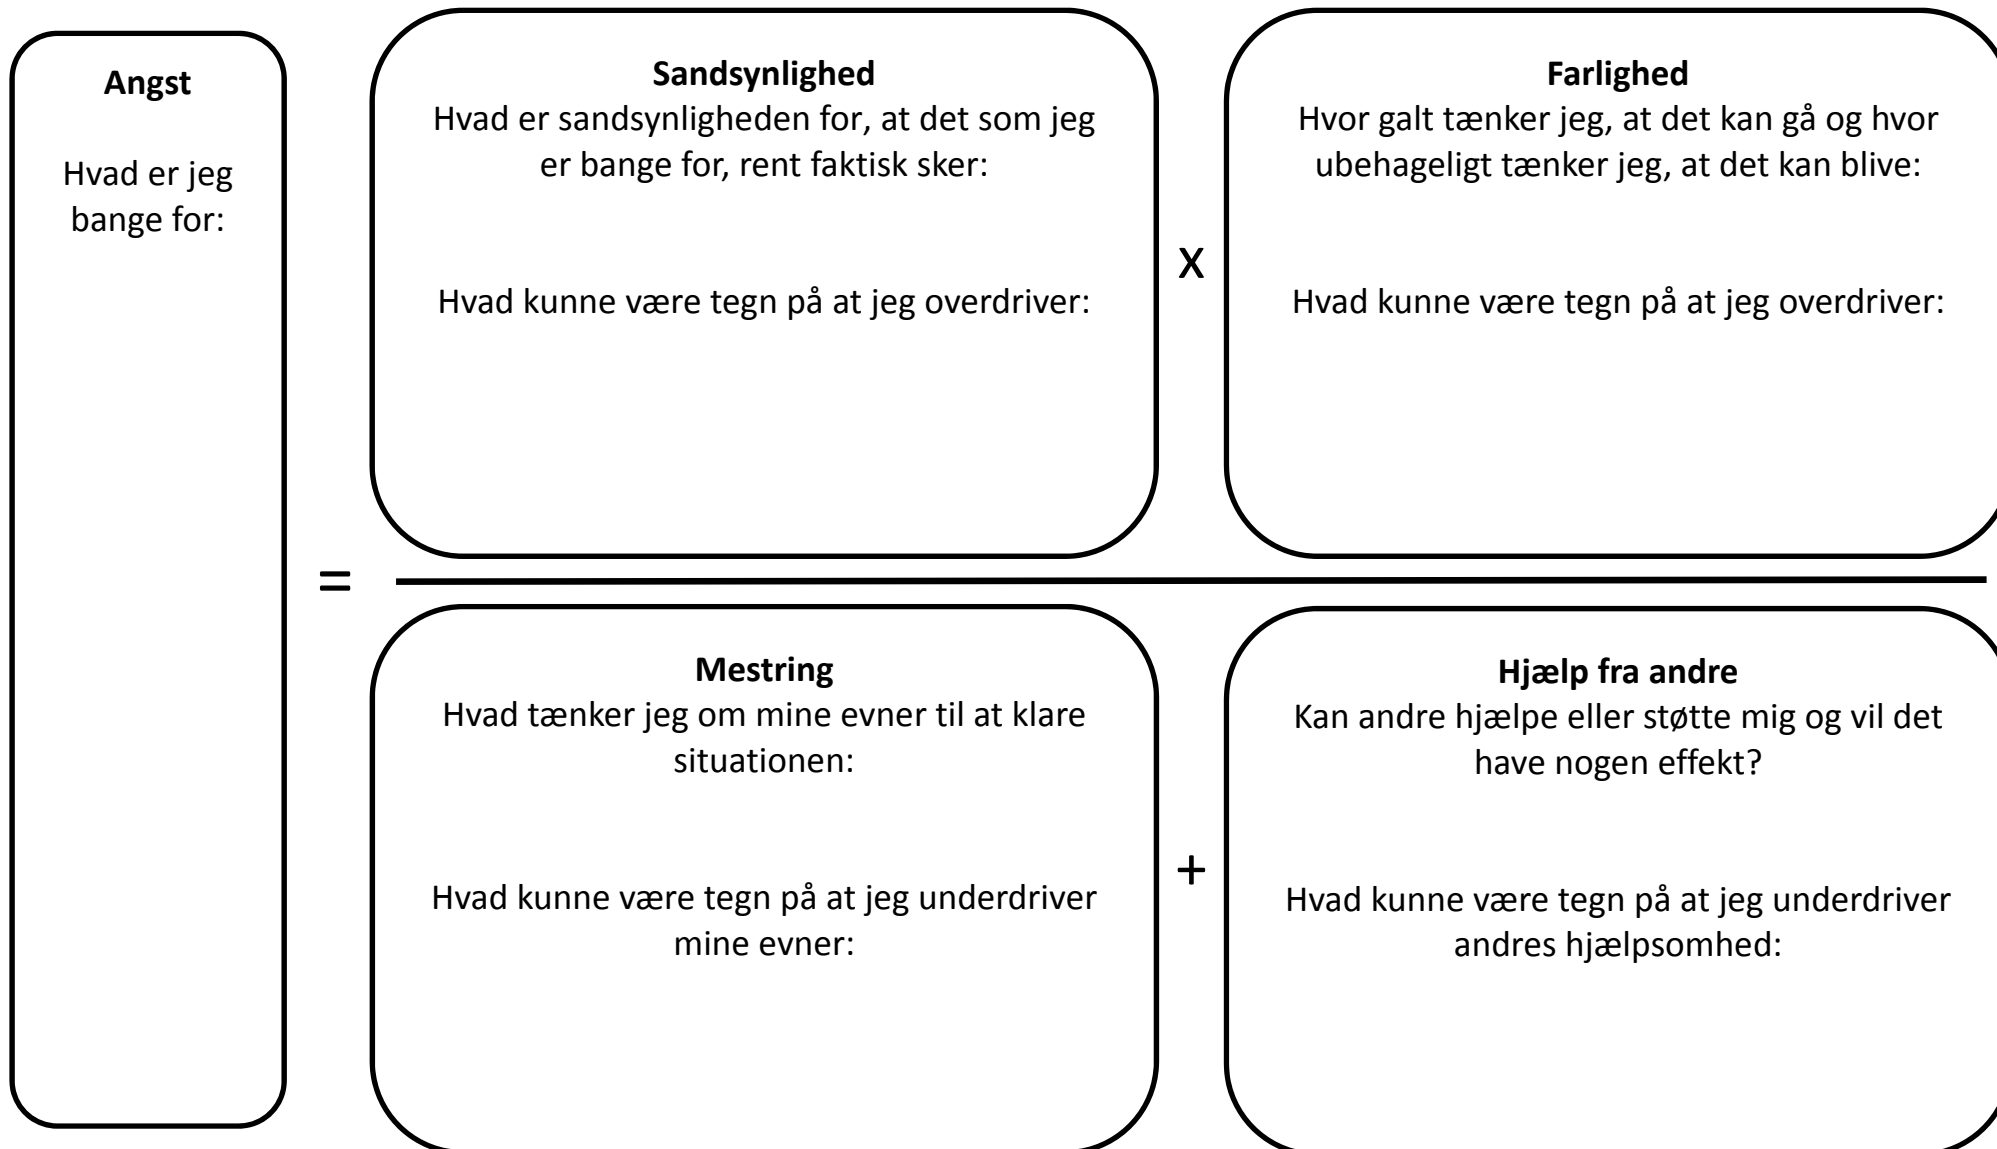 Angst
Hvad er jeg
bange for:
Sandsynlighed
Hvad er sandsynligheden for, at det som jeg
er bange for, rent faktisk sker:
Hvad kunne være tegn på at jeg overdriver:
x
Farlighed
Hvor galt tænker jeg, at det kan gå og hvor
ubehageligt tænker jeg, at det kan blive:
Hvad kunne være tegn på at jeg overdriver:
=
Mestring
Hvad tænker jeg om mine evner til at klare
situationen:
Hvad kunne være tegn på at jeg underdriver
mine evner:
+
Hjælp fra andre
Kan andre hjælpe eller støtte mig og vil det
have nogen effekt?
Hvad kunne være tegn på at jeg underdriver
andres hjælpsomhed: